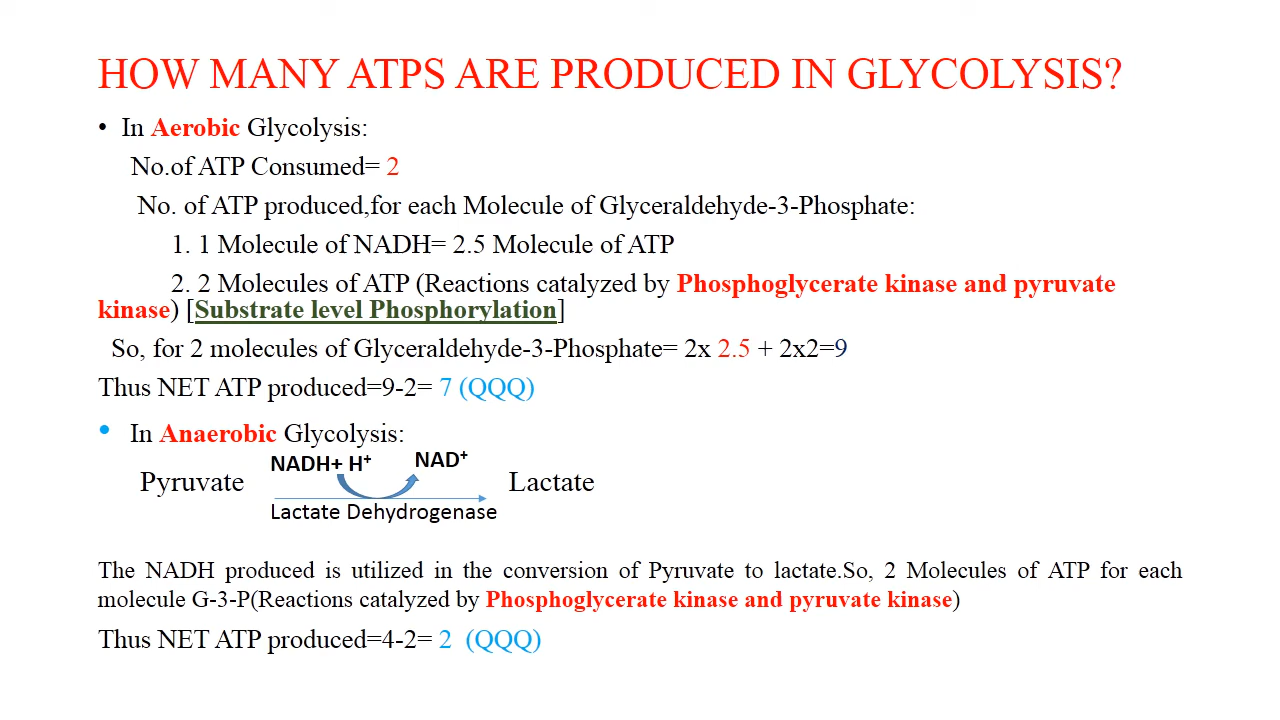 HOW MANY ATPS ARE PRODUCED IN GLYCOLYSIS?
• In Aerobic Glycolysis:
No.of ATP Consumed= 2
No. of ATP produced,for each Molecule of Glyceraldehyde-3-Phosphate:
1. 1 Molecule of NADH= 2.5 Molecule of ATP
2. 2 Molecules of ATP (Reactions catalyzed by Phosphoglycerate kinase and pyruvate
kinase) [Substrate level Phosphorylation]
So, for 2 molecules of Glyceraldehyde-3-Phosphate= 2x 2.5 + 2x2=9
Thus NET ATP produced=9-2= 7 (QQQ)
• In Anaerobic Glycolysis:
NADH+ H⁺ NAD⁺
Pyruvate Lactate
Lactate Dehydrogenase
The NADH produced is utilized in the conversion of Pyruvate to lactate.So, 2 Molecules of ATP for each
molecule G-3-P(Reactions catalyzed by Phosphoglycerate kinase and pyruvate kinase)
Thus NET ATP produced=4-2= 2 (QQQ)